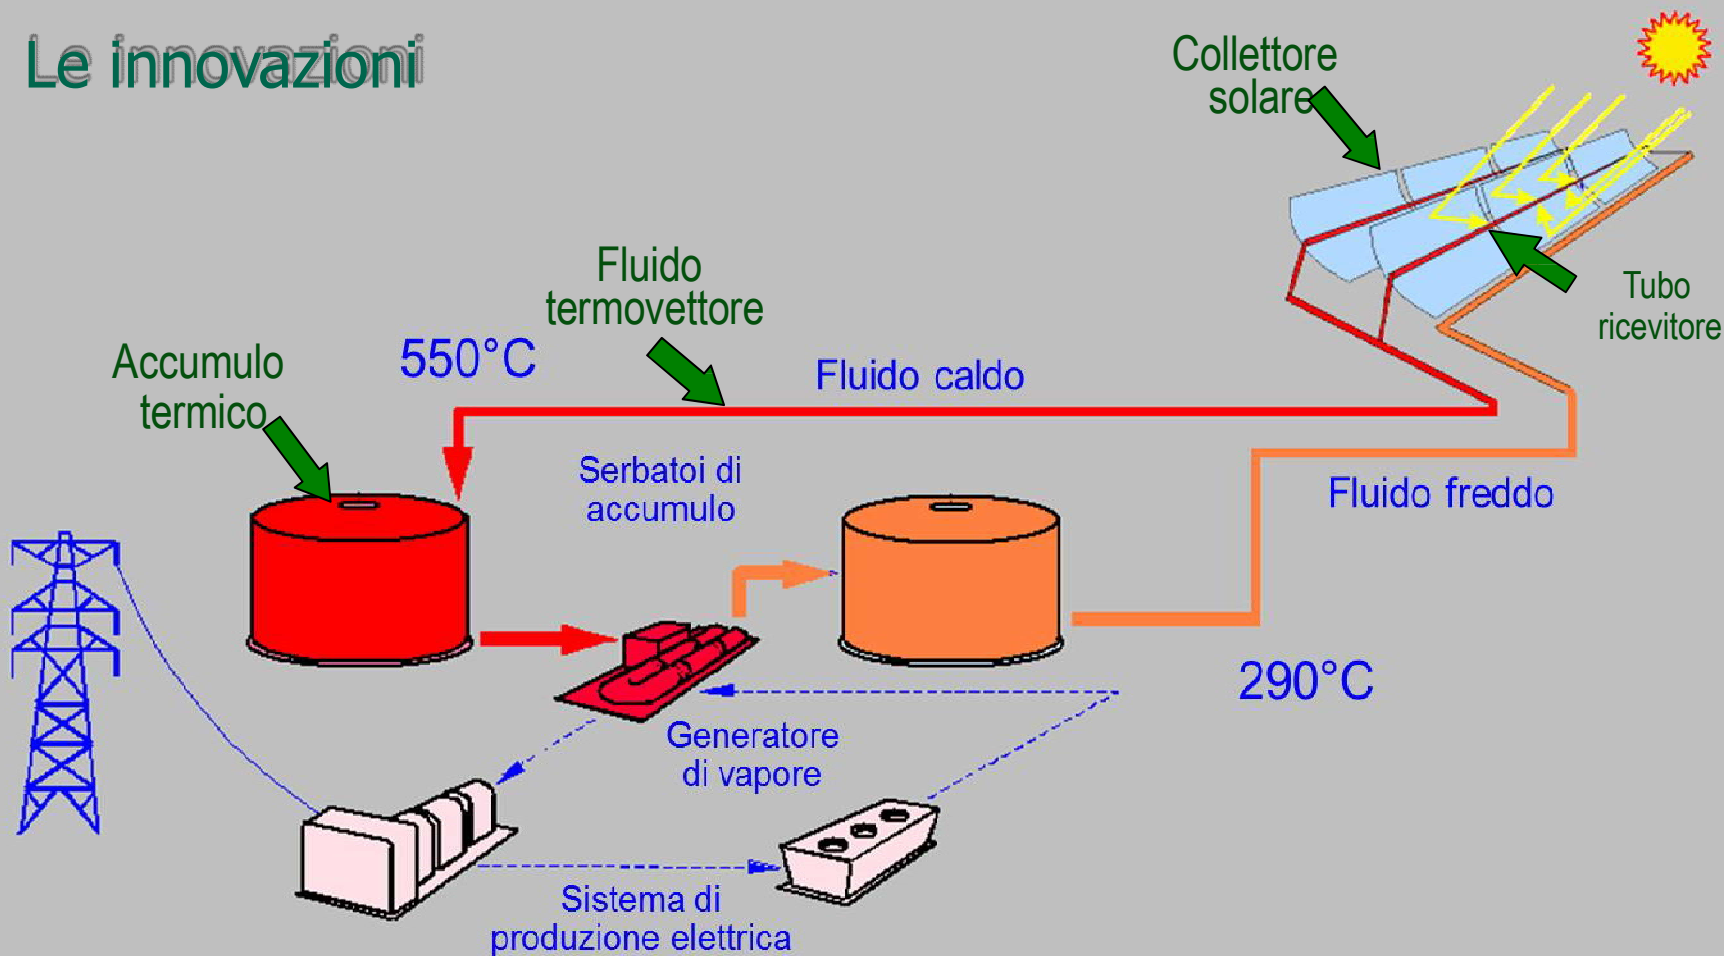 Le innovazioni
Collettore
solare
Fluido
termovettore
Tubo
ricevitore
Accumulo
termico
550°C
Fluido caldo
Serbatoi di
accumulo
Fluido freddo
290°C
Generatore
di vapore
Sistema di
produzione elettrica